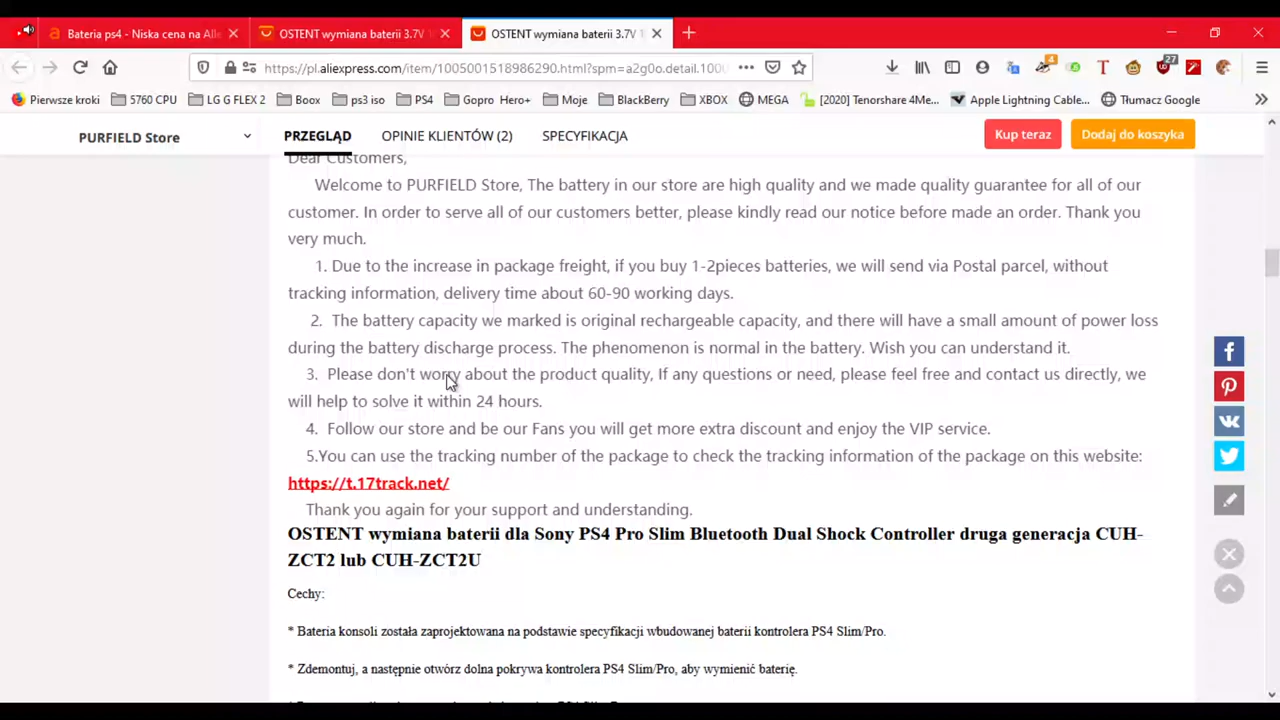 Bateria ps4 - Niska cena na Alle
OSTENT wymiana baterii 3.7V 1
OSTENT wymiana baterii 3.7V 1
https://pl.aliexpress.com/item/1005001518986290.html?spm=a2g0o.detail.100
4
27
Pierwsze kroki 5760 CPU LG G FLEX 2 Boox ps3 iso PS4 Gopro Hero+ Moje BlackBerry XBOX MEGA [2020] Tenorshare 4Me... Apple Lightning Cable... Tłumacz Google
PURFIELD Store PRZEGLĄD OPINIE KLIENTÓW (2) SPECYFIKACJA Kup teraz Dodaj do koszyka
Dear Customers,
Welcome to PURFIELD Store, The battery in our store are high quality and we made quality guarantee for all of our
customer. In order to serve all of our customers better, please kindly read our notice before made an order. Thank you
very much.
1. Due to the increase in package freight, if you buy 1-2pieces batteries, we will send via Postal parcel, without
tracking information, delivery time about 60-90 working days.
2. The battery capacity we marked is original rechargeable capacity, and there will have a small amount of power loss
during the battery discharge process. The phenomenon is normal in the battery. Wish you can understand it.
3. Please don't worry about the product quality, If any questions or need, please feel free and contact us directly, we
will help to solve it within 24 hours.
4. Follow our store and be our Fans you will get more extra discount and enjoy the VIP service.
5.You can use the tracking number of the package to check the tracking information of the package on this website:
https://t.17track.net/
Thank you again for your support and understanding.
OSTENT wymiana baterii dla Sony PS4 Pro Slim Bluetooth Dual Shock Controller druga generacja CUH-
ZCT2 lub CUH-ZCT2U
Cechy:
* Bateria konsoli została zaprojektowana na podstawie specyfikacji wbudowanej baterii kontrolera PS4 Slim/Pro.
* Zdemontuj, a następnie otwórz dolna pokrywa kontrolera PS4 Slim/Pro, aby wymienić baterię.